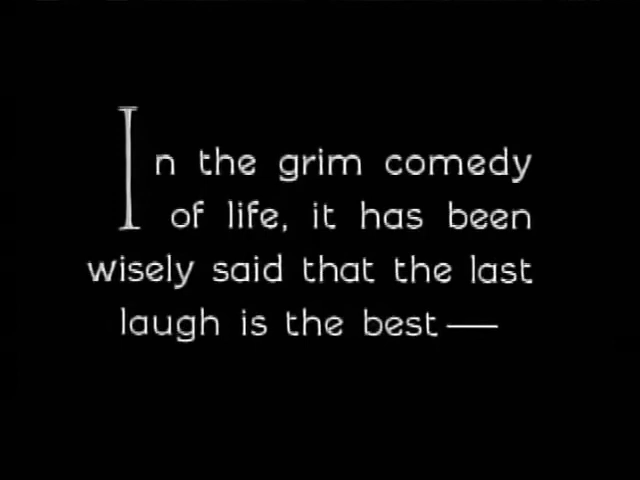 In the grim comedy
of life, it has been
wisely said that the last
laugh is the best —